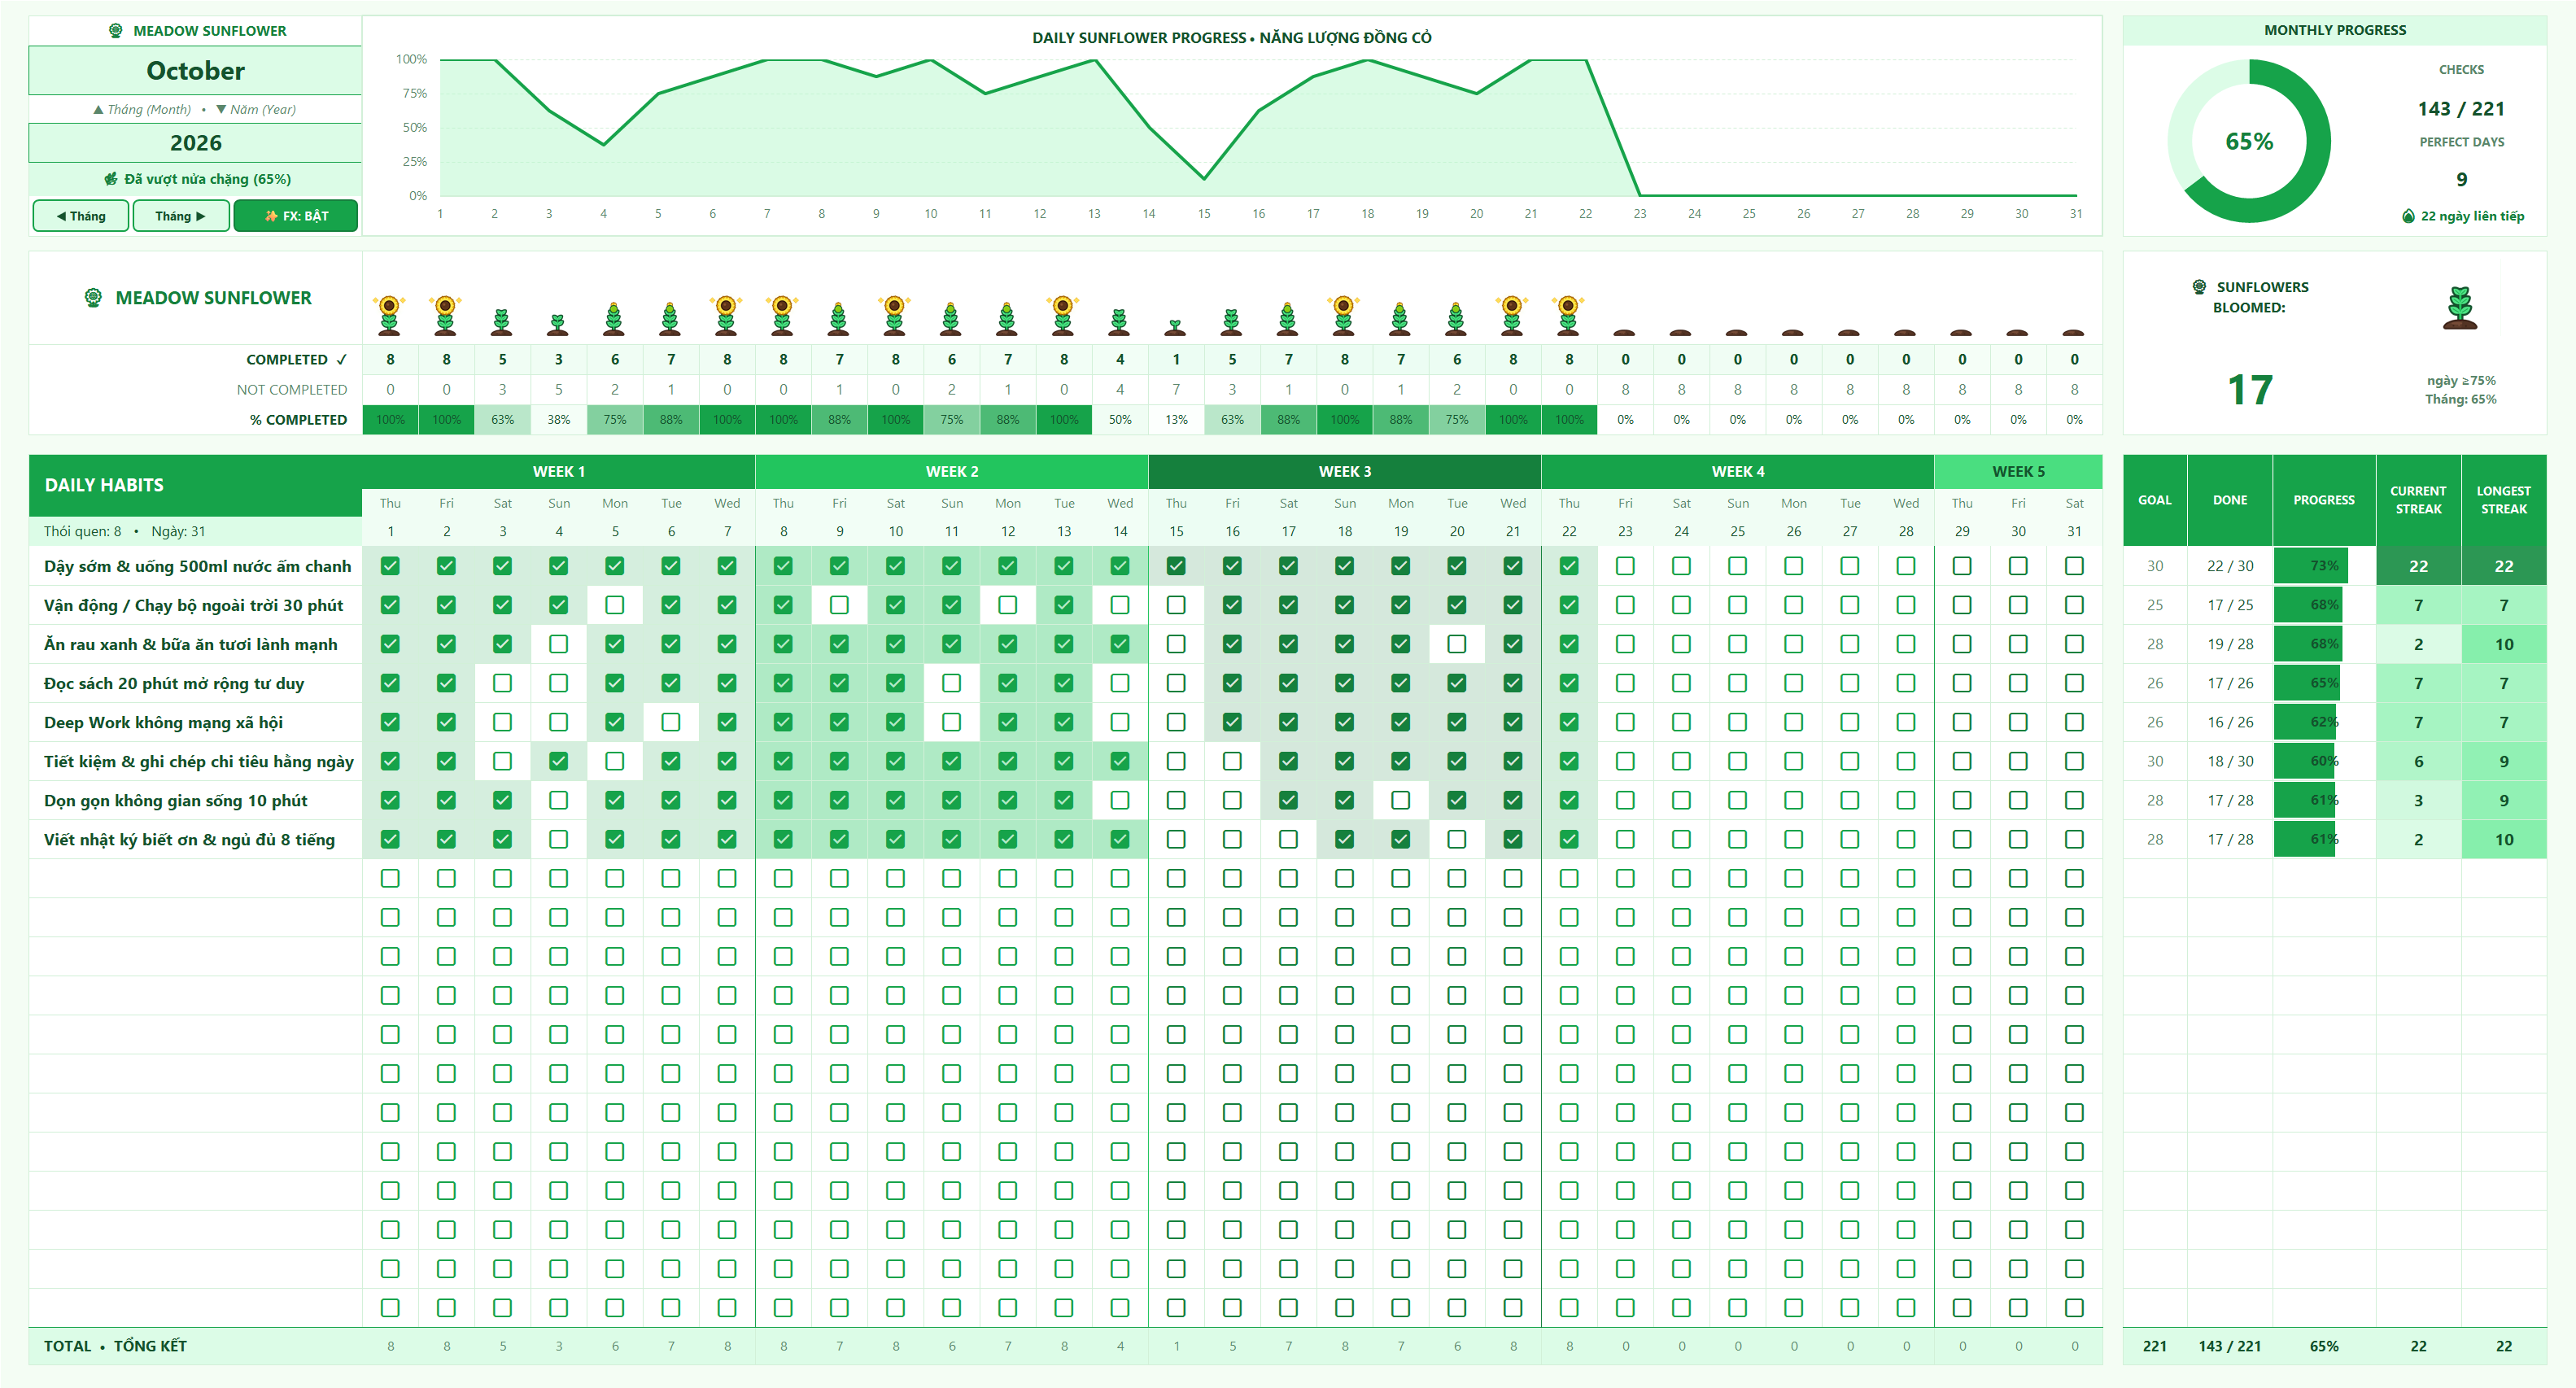 MEADOW SUNFLOWER
October
▲ Tháng (Month) • ▼ Năm (Year)
2026
Đã vượt nửa chặng (65%)
◀ Tháng Tháng ▶ FX: BẬT
DAILY SUNFLOWER PROGRESS • NĂNG LƯỢNG ĐỒNG CỎ
100%
75%
50%
25%
0%
1 2 3 4 5 6 7 8 9 10 11 12 13 14 15 16 17 18 19 20 21 22 23 24 25 26 27 28 29 30 31
MONTHLY PROGRESS
65%
CHECKS
143 / 221
PERFECT DAYS
9
22 ngày liên tiếp
MEADOW SUNFLOWER
COMPLETED ✓ 8 8 5 3 6 7 8 8 7 8 6 7 8 4 1 5 7 8 7 6 8 8 0 0 0 0 0 0 0 0 0
NOT COMPLETED 0 0 3 5 2 1 0 0 1 0 2 1 0 4 7 3 1 0 1 2 0 0 8 8 8 8 8 8 8 8 8
% COMPLETED 100% 100% 63% 38% 75% 88% 100% 100% 88% 100% 75% 88% 100% 50% 13% 63% 88% 100% 88% 75% 100% 100% 0% 0% 0% 0% 0% 0% 0% 0% 0%
SUNFLOWERS
BLOOMED:
17
ngày ≥75%
Tháng: 65%
DAILY HABITS WEEK 1 WEEK 2 WEEK 3 WEEK 4 WEEK 5
Thu Fri Sat Sun Mon Tue Wed Thu Fri Sat Sun Mon Tue Wed Thu Fri Sat Sun Mon Tue Wed Thu Fri Sat Sun Mon Tue Wed Thu Fri Sat
Thói quen: 8 • Ngày: 31 1 2 3 4 5 6 7 8 9 10 11 12 13 14 15 16 17 18 19 20 21 22 23 24 25 26 27 28 29 30 31
GOAL DONE PROGRESS CURRENT STREAK LONGEST STREAK
Dậy sớm & uống 500ml nước ấm chanh 30 22 / 30 73% 22 22
Vận động / Chạy bộ ngoài trời 30 phút 25 17 / 25 68% 7 7
Ăn rau xanh & bữa ăn tươi lành mạnh 28 19 / 28 68% 2 10
Đọc sách 20 phút mở rộng tư duy 26 17 / 26 65% 7 7
Deep Work không mạng xã hội 26 16 / 26 62% 7 7
Tiết kiệm & ghi chép chi tiêu hằng ngày 30 18 / 30 60% 6 9
Dọn gọn không gian sống 10 phút 28 17 / 28 61% 3 9
Viết nhật ký biết ơn & ngủ đủ 8 tiếng 28 17 / 28 61% 2 10
TOTAL • TỔNG KẾT 8 8 5 3 6 7 8 8 7 8 6 7 8 4 1 5 7 8 7 6 8 8 0 0 0 0 0 0 0 0 0 221 143 / 221 65% 22 22